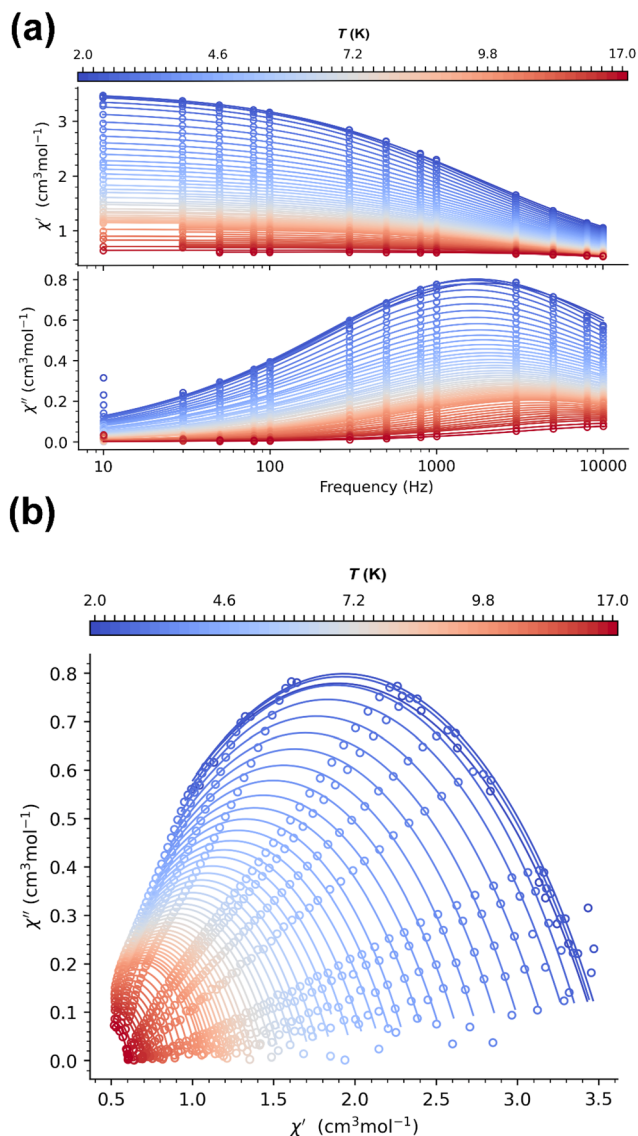 (a)
T (K)
2.0 4.6 7.2 9.8 17.0
3
2
1
χ′ (cm³mol⁻¹)
0.8
0.6
0.4
0.2
0.0
χ″ (cm³mol⁻¹)
10 100 1000 10000
Frequency (Hz)
(b)
T (K)
2.0 4.6 7.2 9.8 17.0
0.8
0.7
0.6
0.5
0.4
0.3
0.2
0.1
0.0
χ″ (cm³mol⁻¹)
0.5 1.0 1.5 2.0 2.5 3.0 3.5
χ′ (cm³mol⁻¹)